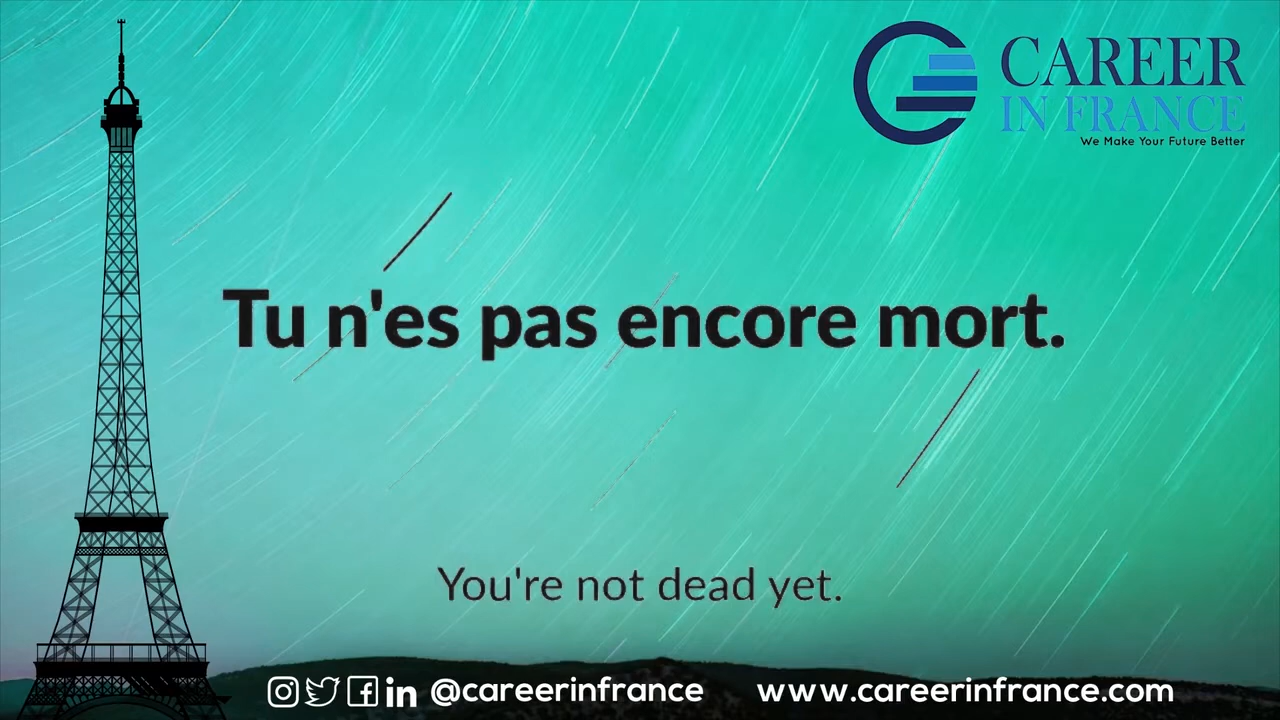 CAREER
IN FRANCE
We Make Your Future Better
Tu n'es pas encore mort.
You're not dead yet.
@careerinfrance www.careerinfrance.com